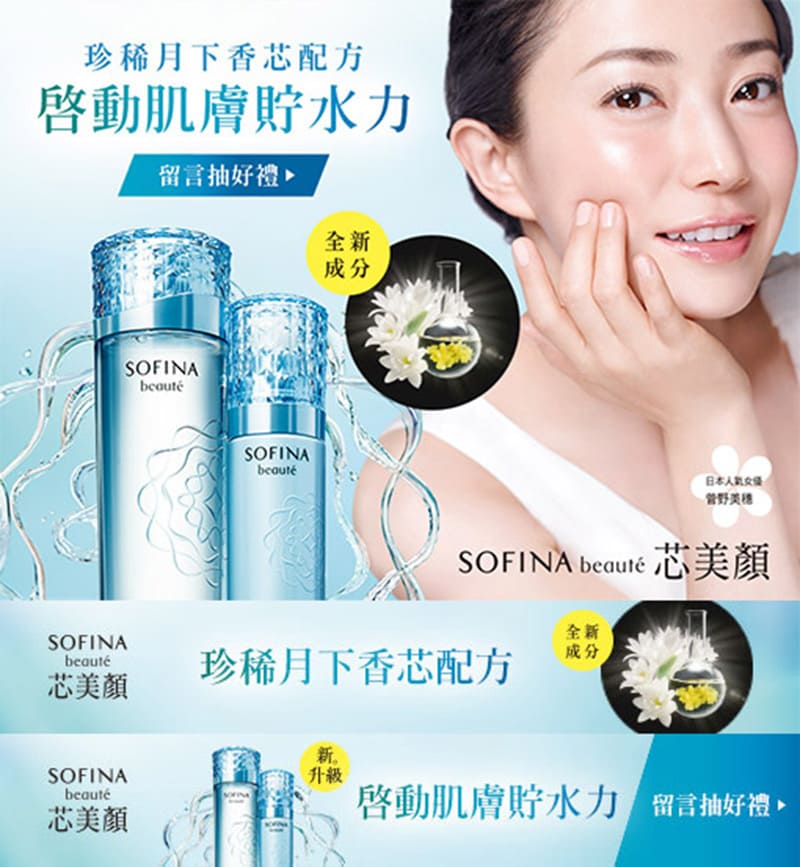 珍稀月下香芯配方
啓動肌膚貯水力
留言抽好禮
全新
成分
SOFINA
beauté
SOFINA
beauté
日本人氣女優
菅野美穗
SOFINA beauté 芯美顏
SOFINA
beauté
芯美顏
珍稀月下香芯配方
全新
成分
SOFINA
beauté
芯美顏
SOFINA
新。
升級
啓動肌膚貯水力
留言抽好禮